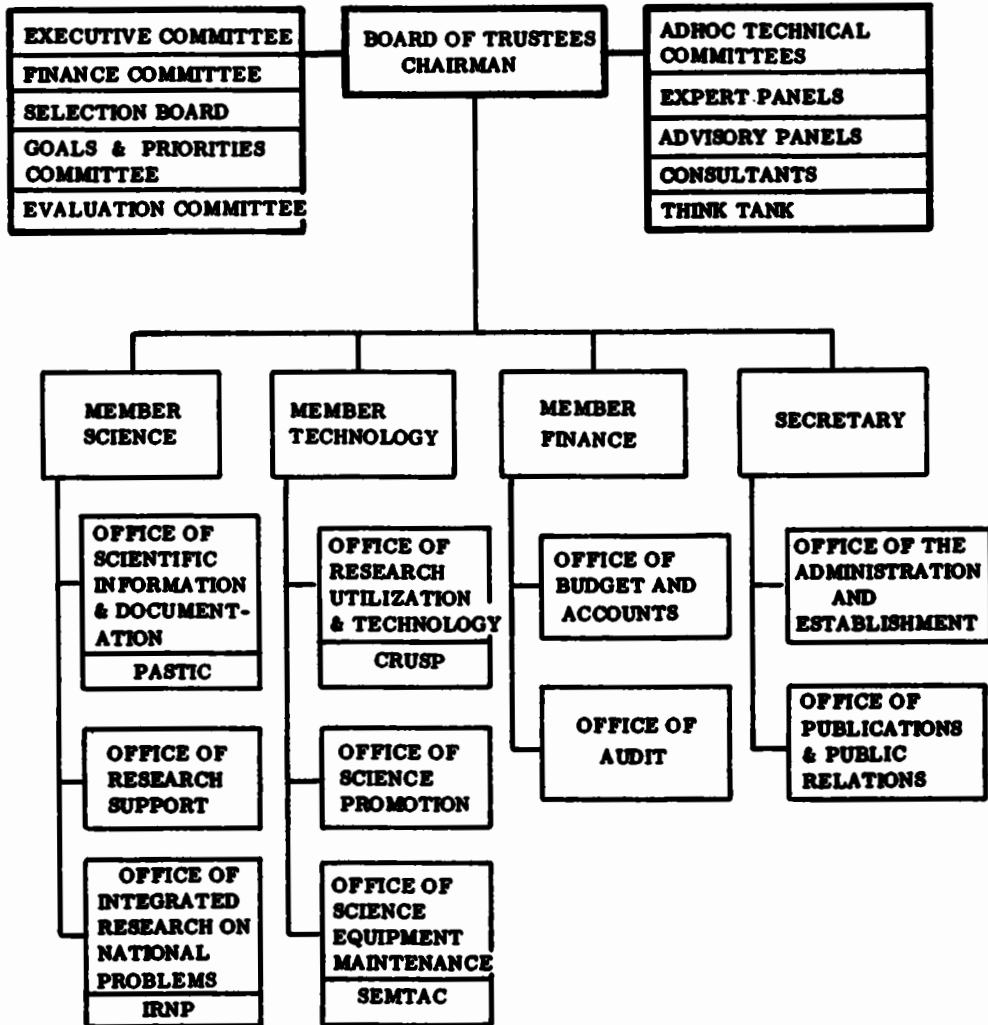 EXECUTIVE COMMITTEE
FINANCE COMMITTEE
SELECTION BOARD
GOALS & PRIORITIES
COMMITTEE
EVALUATION COMMITTEE
BOARD OF TRUSTEES
CHAIRMAN
ADHOC TECHNICAL
COMMITTEES
EXPERT PANELS
ADVISORY PANELS
CONSULTANTS
THINK TANK
MEMBER
SCIENCE
MEMBER
TECHNOLOGY
MEMBER
FINANCE
SECRETARY
OFFICE OF
SCIENTIFIC
INFORMATION
& DOCUMENT-
ATION
PASTIC
OFFICE OF
RESEARCH
SUPPORT
OFFICE OF
INTEGRATED
RESEARCH ON
NATIONAL
PROBLEMS
IRNP
OFFICE OF
RESEARCH
UTILIZATION
& TECHNOLOGY
CRUSP
OFFICE OF
SCIENCE
PROMOTION
OFFICE OF
SCIENCE
EQUIPMENT
MAINTENANCE
SEMTAC
OFFICE OF
BUDGET AND
ACCOUNTS
OFFICE OF
AUDIT
OFFICE OF THE
ADMINISTRATION
AND
ESTABLISHMENT
OFFICE OF
PUBLICATIONS
& PUBLIC
RELATIONS